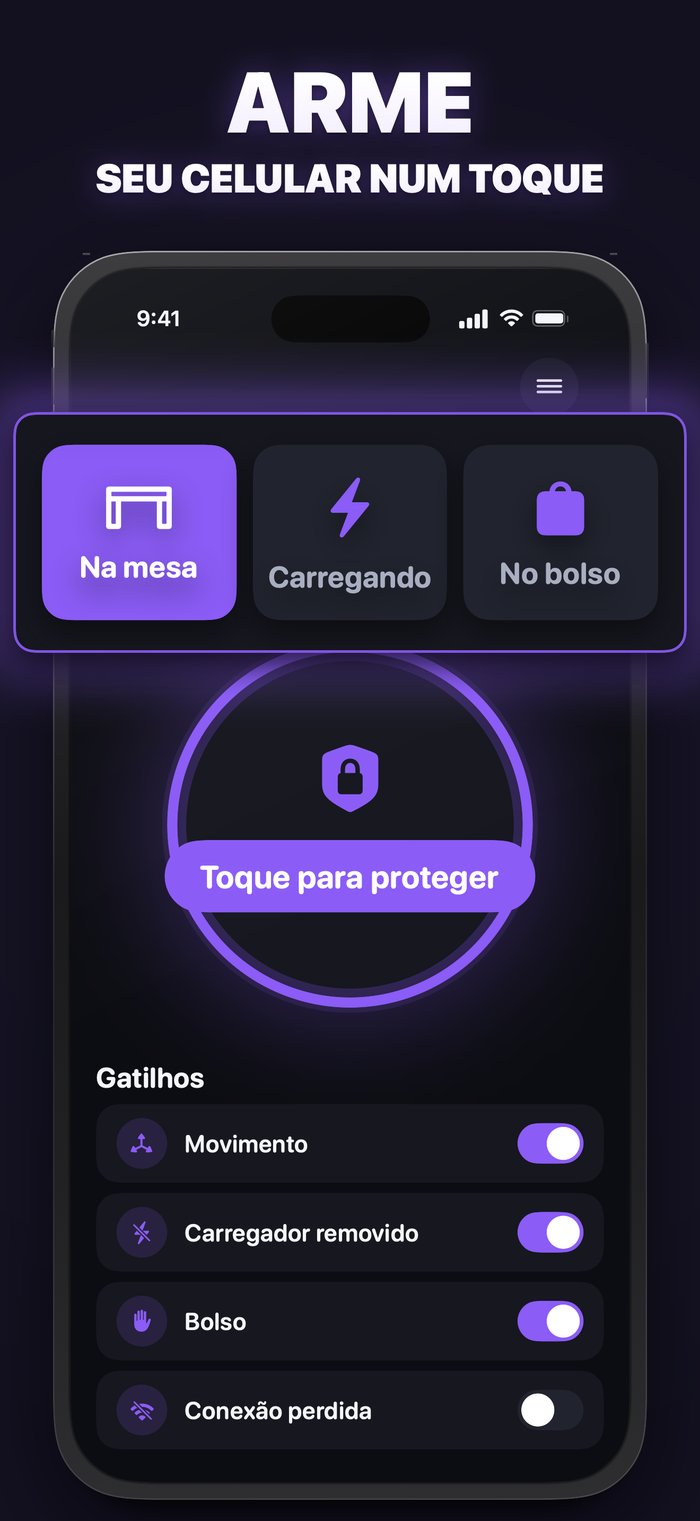 ARME
SEU CELULAR NUM TOQUE
9:41
Na mesa
Carregando
No bolso
Toque para proteger
Gatilhos
Movimento
Carregador removido
Bolso
Conexão perdida